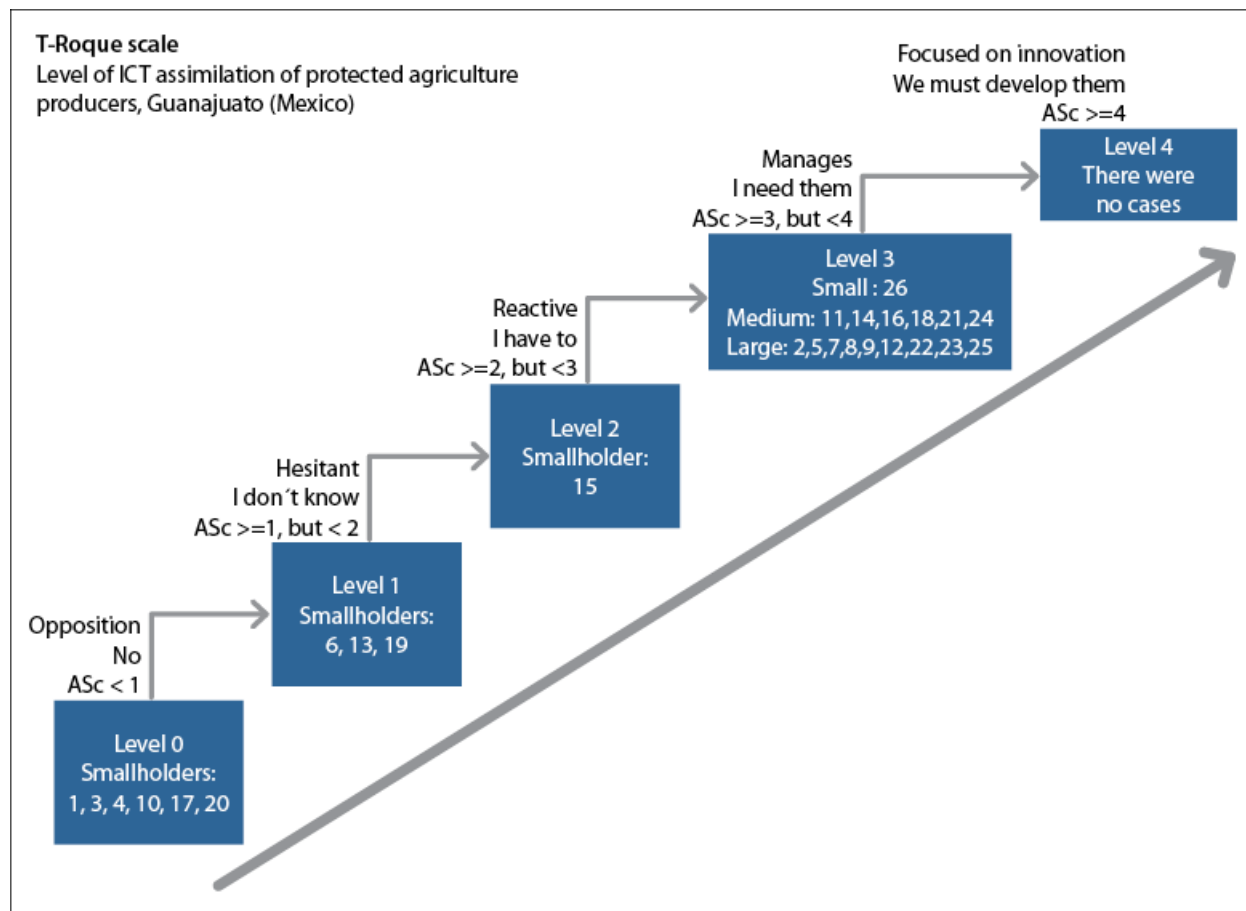 T-Roque scale
Level of ICT assimilation of protected agriculture
producers, Guanajuato (Mexico)
Focused on innovation
We must develop them
ASc >=4
Level 4
There were
no cases
Manages
I need them
ASc >=3, but <4
Level 3
Small : 26
Medium: 11,14,16,18,21,24
Large: 2,5,7,8,9,12,22,23,25
Reactive
I have to
ASc >=2, but <3
Level 2
Smallholder:
15
Hesitant
I don´t know
ASc >=1, but < 2
Level 1
Smallholders:
6, 13, 19
Opposition
No
ASc < 1
Level 0
Smallholders:
1, 3, 4, 10, 17, 20